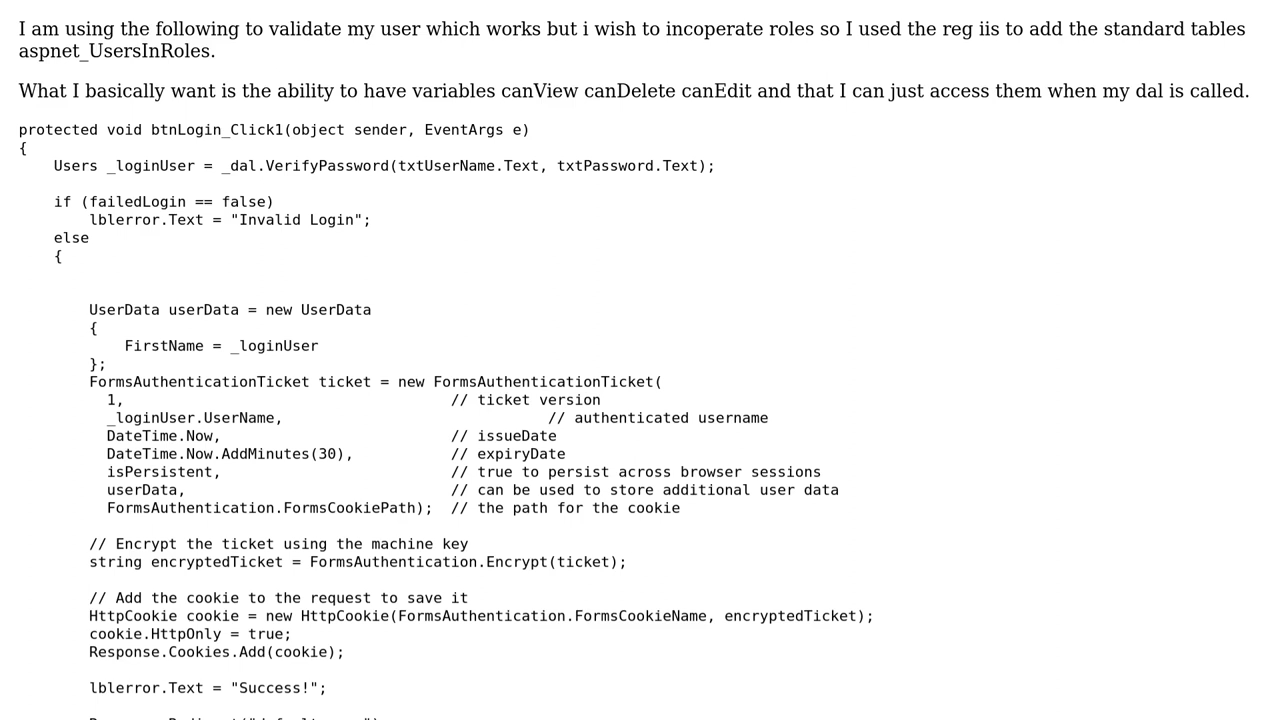 I am using the following to validate my user which works but i wish to incoperate roles so I used the reg iis to add the standard tables
aspnet_UsersInRoles.
What I basically want is the ability to have variables canView canDelete canEdit and that I can just access them when my dal is called.
protected void btnLogin_Click1(object sender, EventArgs e)
{
    Users _loginUser = _dal.VerifyPassword(txtUserName.Text, txtPassword.Text);
    if (failedLogin == false)
        lblerror.Text = "Invalid Login";
    else
    {
        UserData userData = new UserData
        {
            FirstName = _loginUser
        };
        FormsAuthenticationTicket ticket = new FormsAuthenticationTicket(
          1,                                     // ticket version
          _loginUser.UserName,                              // authenticated username
          DateTime.Now,                          // issueDate
          DateTime.Now.AddMinutes(30),           // expiryDate
          isPersistent,                          // true to persist across browser sessions
          userData,                              // can be used to store additional user data
          FormsAuthentication.FormsCookiePath);  // the path for the cookie
        // Encrypt the ticket using the machine key
        string encryptedTicket = FormsAuthentication.Encrypt(ticket);
        // Add the cookie to the request to save it
        HttpCookie cookie = new HttpCookie(FormsAuthentication.FormsCookieName, encryptedTicket);
        cookie.HttpOnly = true;
        Response.Cookies.Add(cookie);
        lblerror.Text = "Success!";